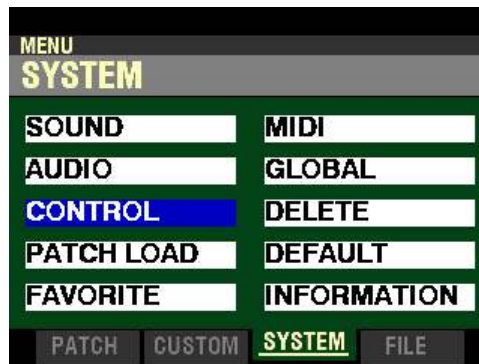 MENU
SYSTEM
SOUND MIDI
AUDIO GLOBAL
CONTROL DELETE
PATCH LOAD DEFAULT
FAVORITE INFORMATION
PATCH CUSTOM SYSTEM FILE